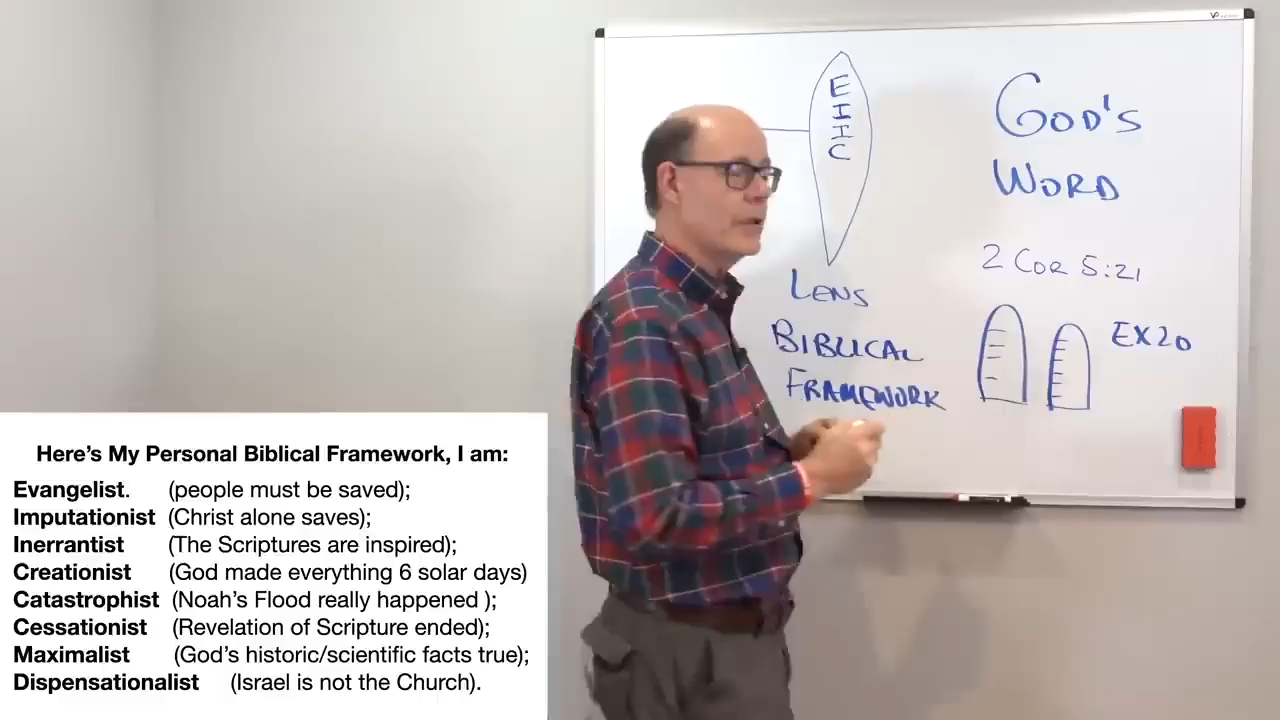 E
I
I
C
GOD'S
WORD
2 COR 5:21
EX20
LENS
BIBLICAL
FRAMEWORK
Here's My Personal Biblical Framework, I am:
Evangelist. (people must be saved);
Imputationist (Christ alone saves);
Inerrantist (The Scriptures are inspired);
Creationist (God made everything 6 solar days)
Catastrophist (Noah's Flood really happened );
Cessationist (Revelation of Scripture ended);
Maximalist (God's historic/scientific facts true);
Dispensationalist (Israel is not the Church).